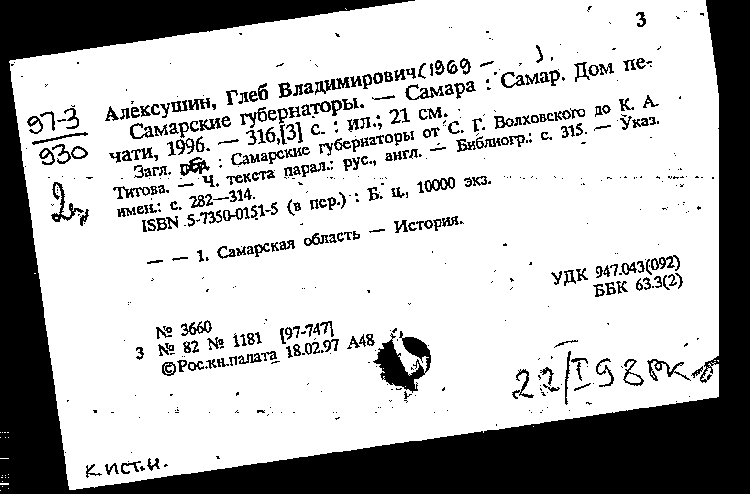 3
97-3
930
Алексушин, Глеб Владимирович (1969 – ).
Самарские губернаторы. — Самара : Самар. Дом пе-
чати, 1996. — 316,[3] с. : ил.; 21 см.
Загл. : Самарские губернаторы от С. Г. Волховского до К. А.
Титова. — Ч. текста парал.: рус., англ. — Библиогр.: с. 315. — Указ.
имен.: с. 282—314.
ISBN 5-7350-0151-5 (в пер.) : Б. ц., 10000 экз.
— — 1. Самарская область — История.
УДК 947.043(092)
ББК 63.3(2)
№ 3660
3 № 82 № 1181 [97-747]
©Рос.кн.палата 18.02.97 А48
22/I 98
к.ист.н.